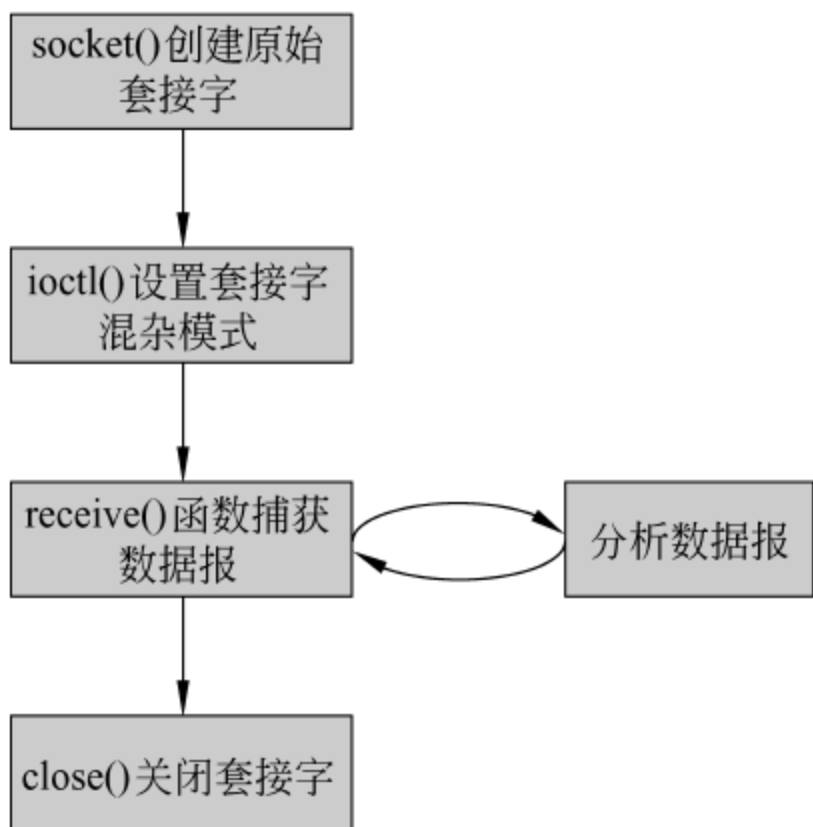 socket()创建原始
套接字
ioctl()设置套接字
混杂模式
receive()函数捕获
数据报
分析数据报
close()关闭套接字